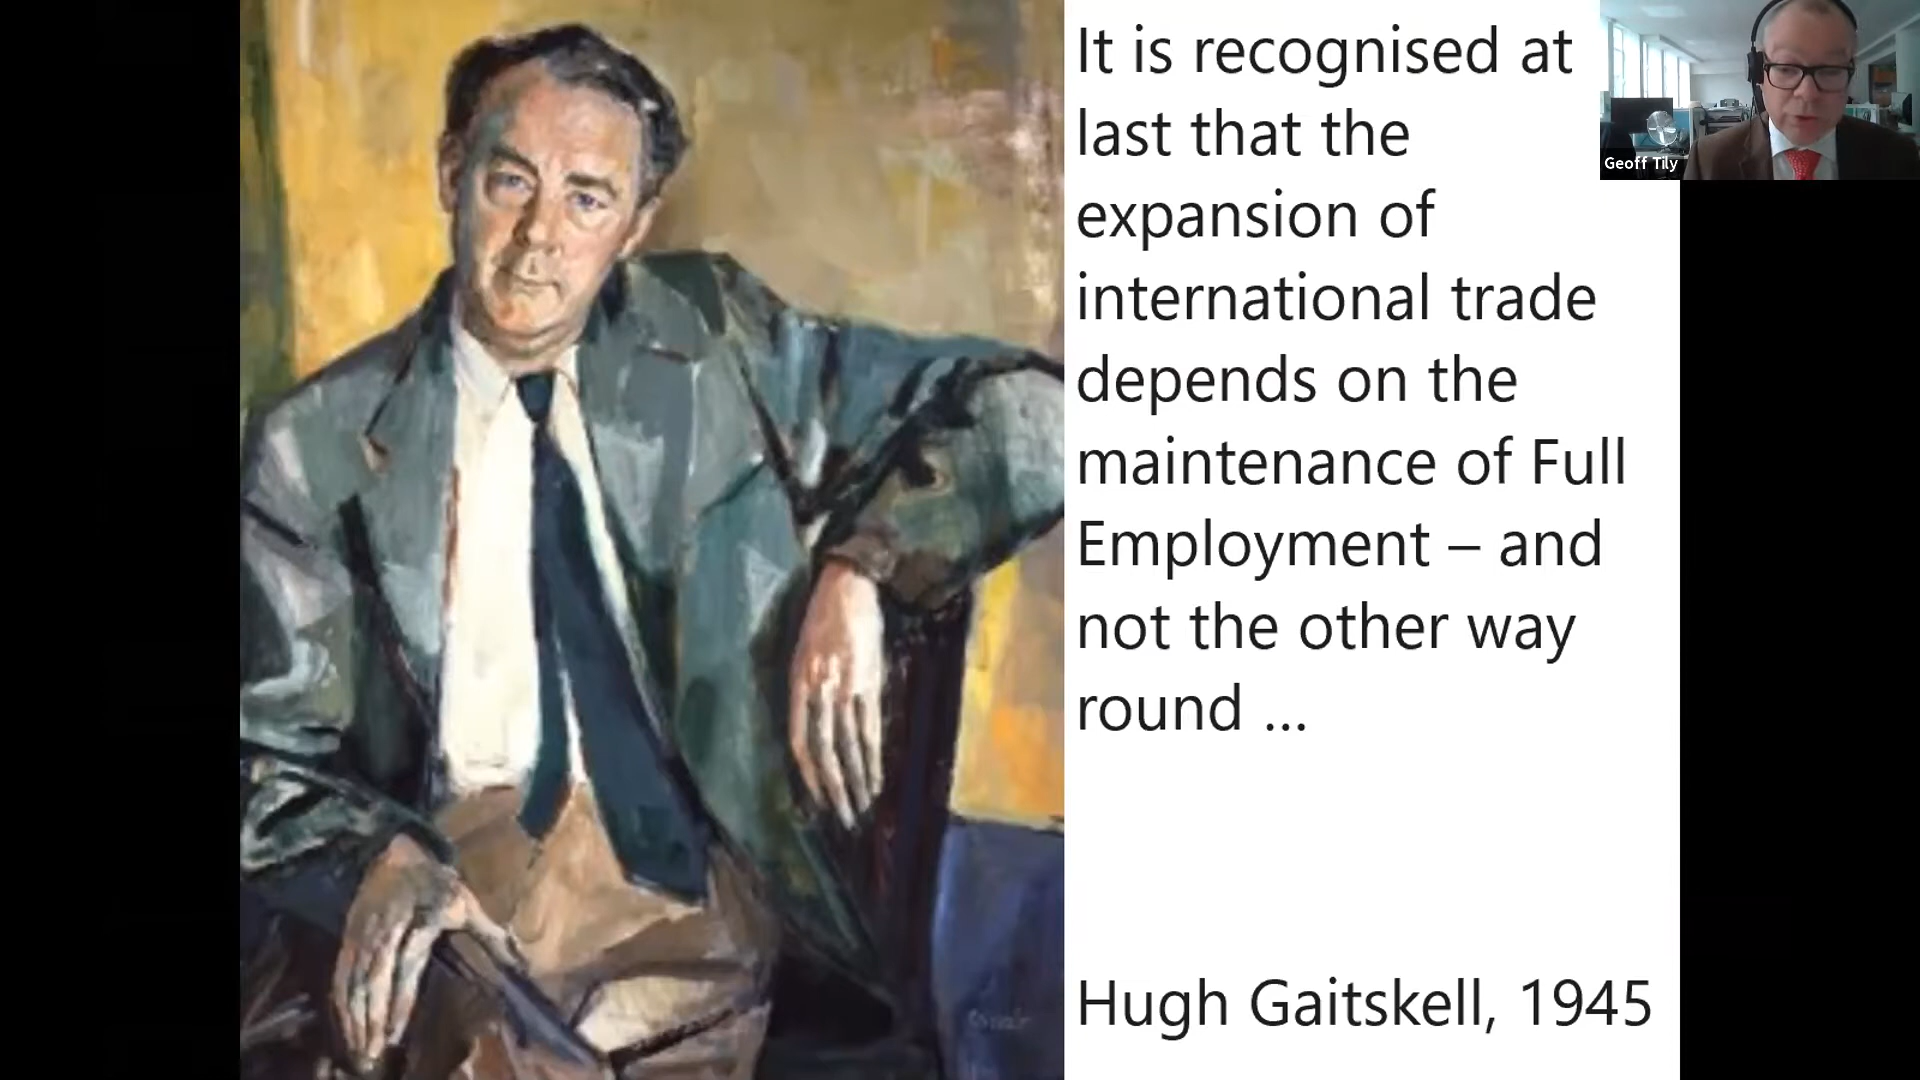 It is recognised at
last that the
expansion of
international trade
depends on the
maintenance of Full
Employment – and
not the other way
round ...
Hugh Gaitskell, 1945
Geoff Tily